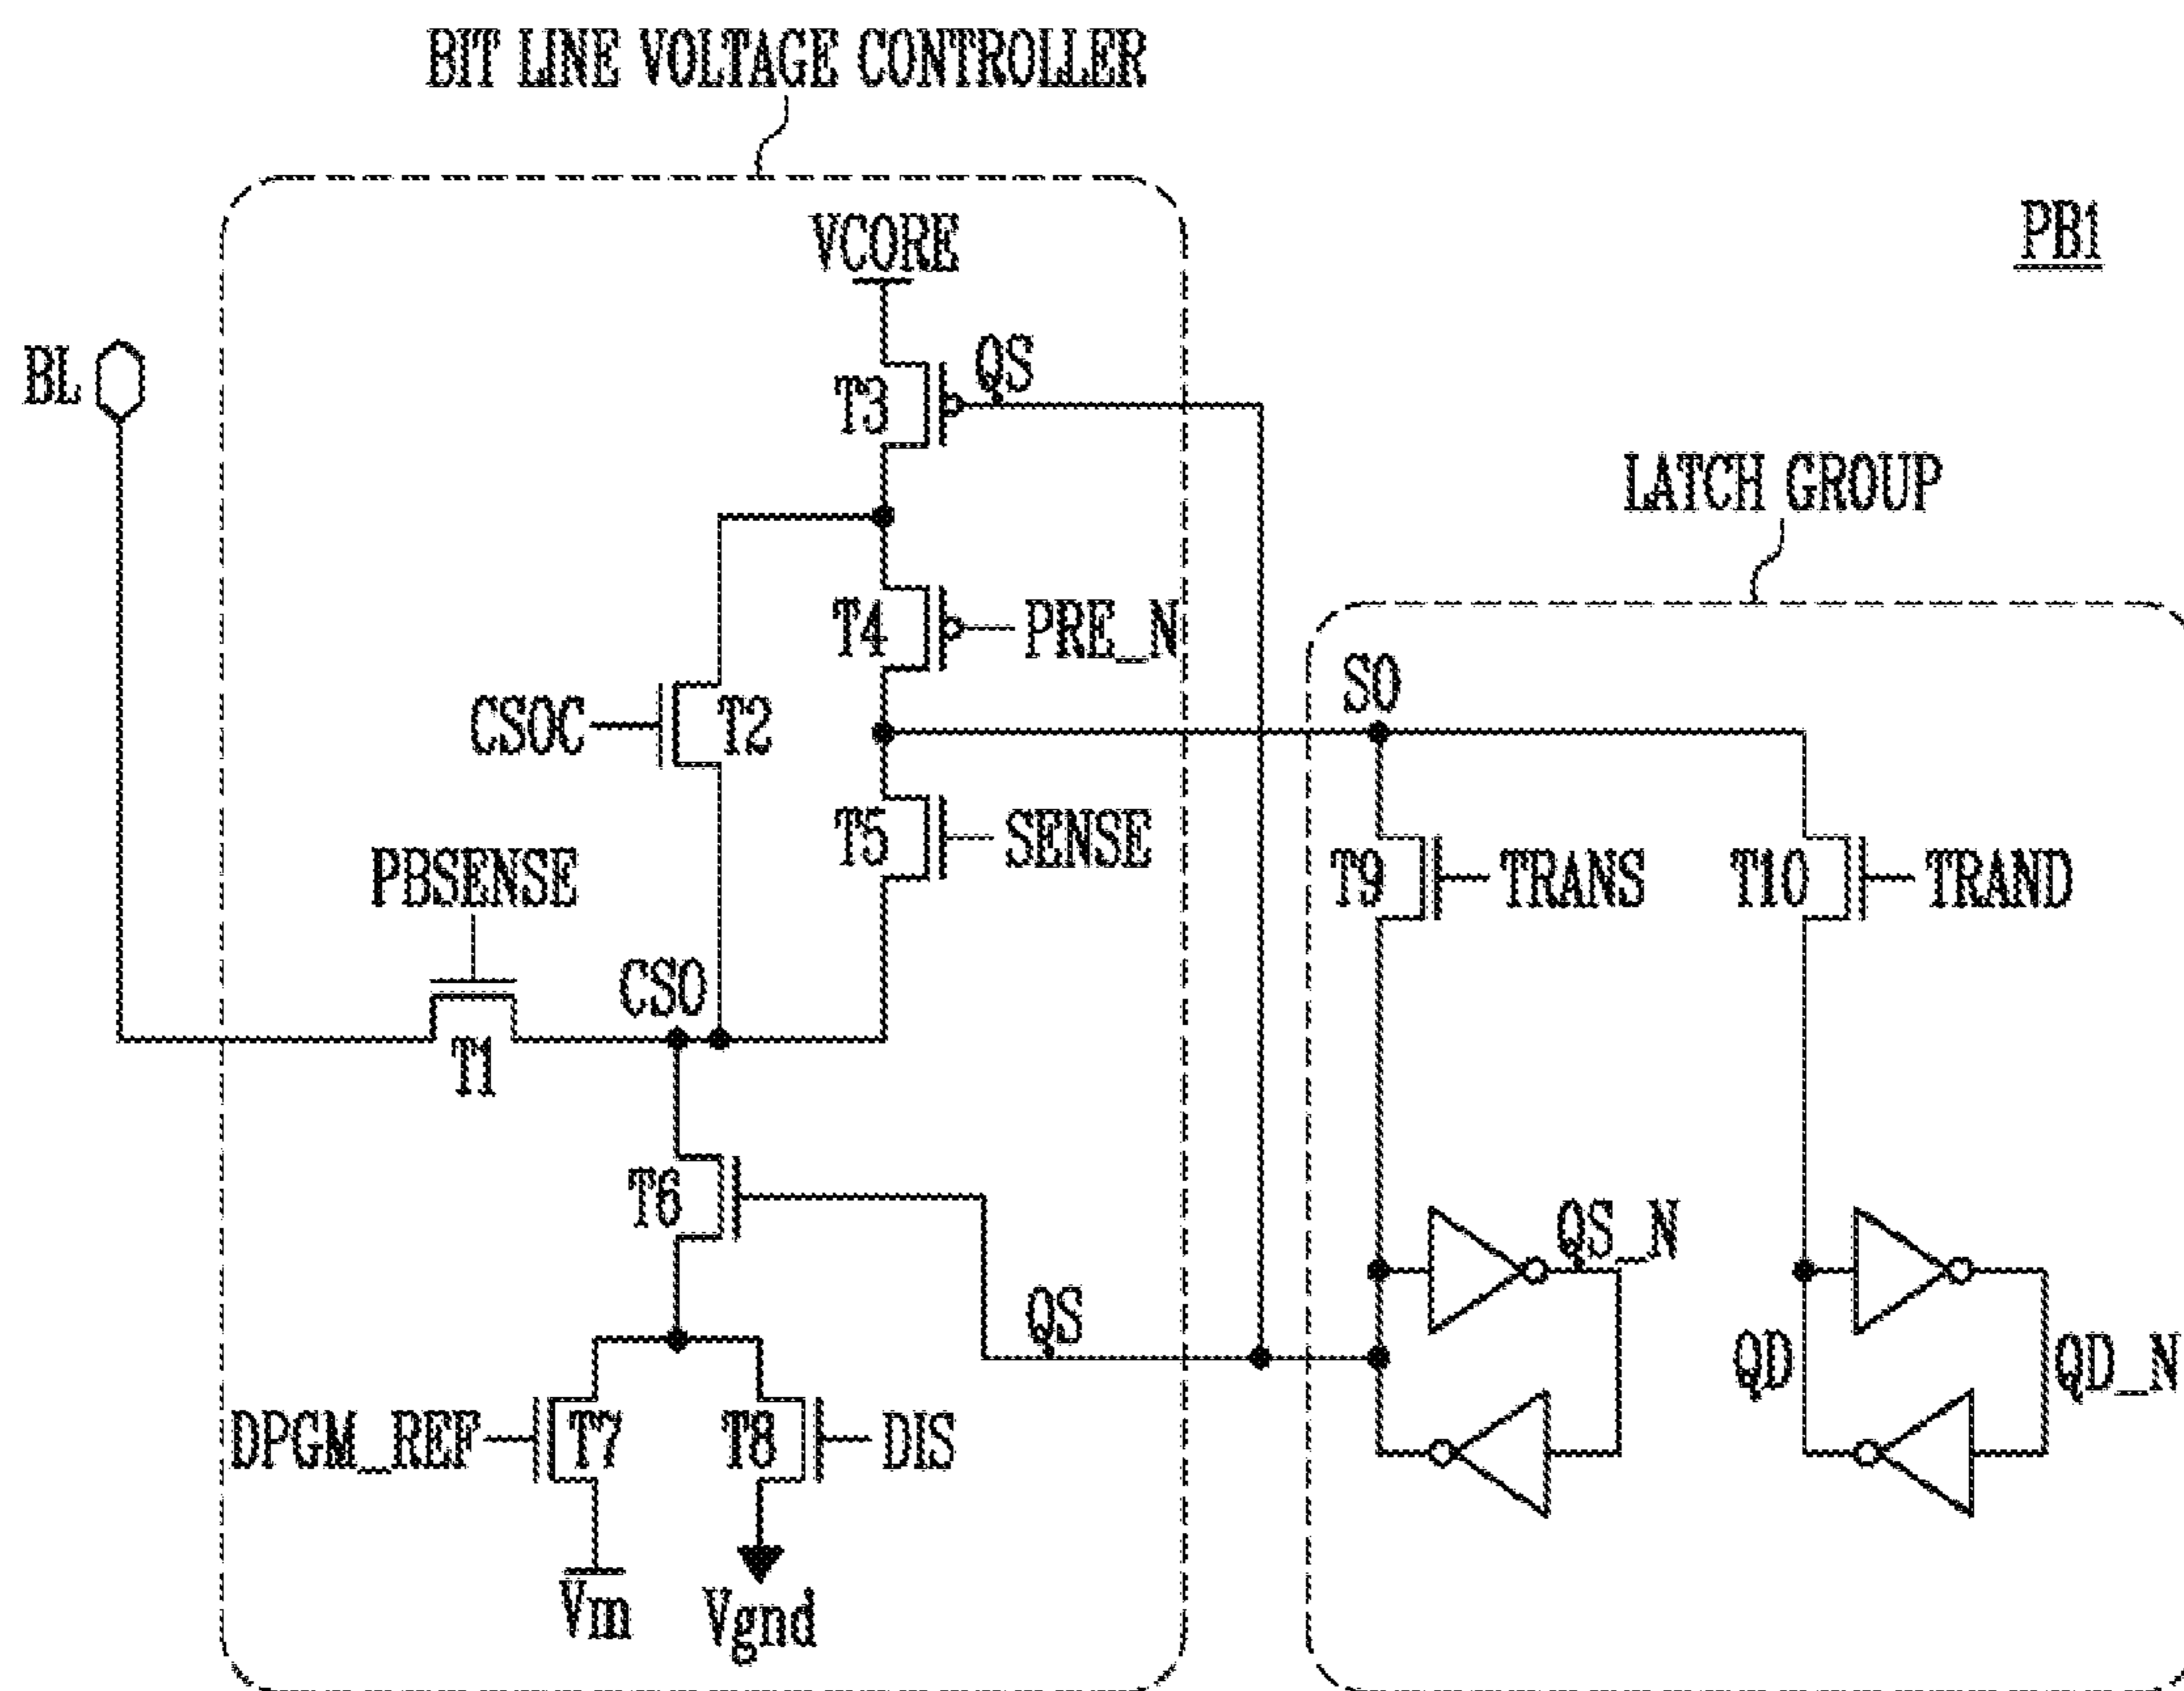 BIT LINE VOLTAGE CONTROLLER
PB1
VCORE
BL
T3
QS
LATCH GROUP
T4
PRE_N
SO
CSOC
T2
T5
SENSE
PBSENSE
T9
TRANS
T10
TRAND
CSO
T1
T6
QS_N
QS
QD
QD_N
DPGM_REF
T7
T8
DIS
Vm
Vgnd